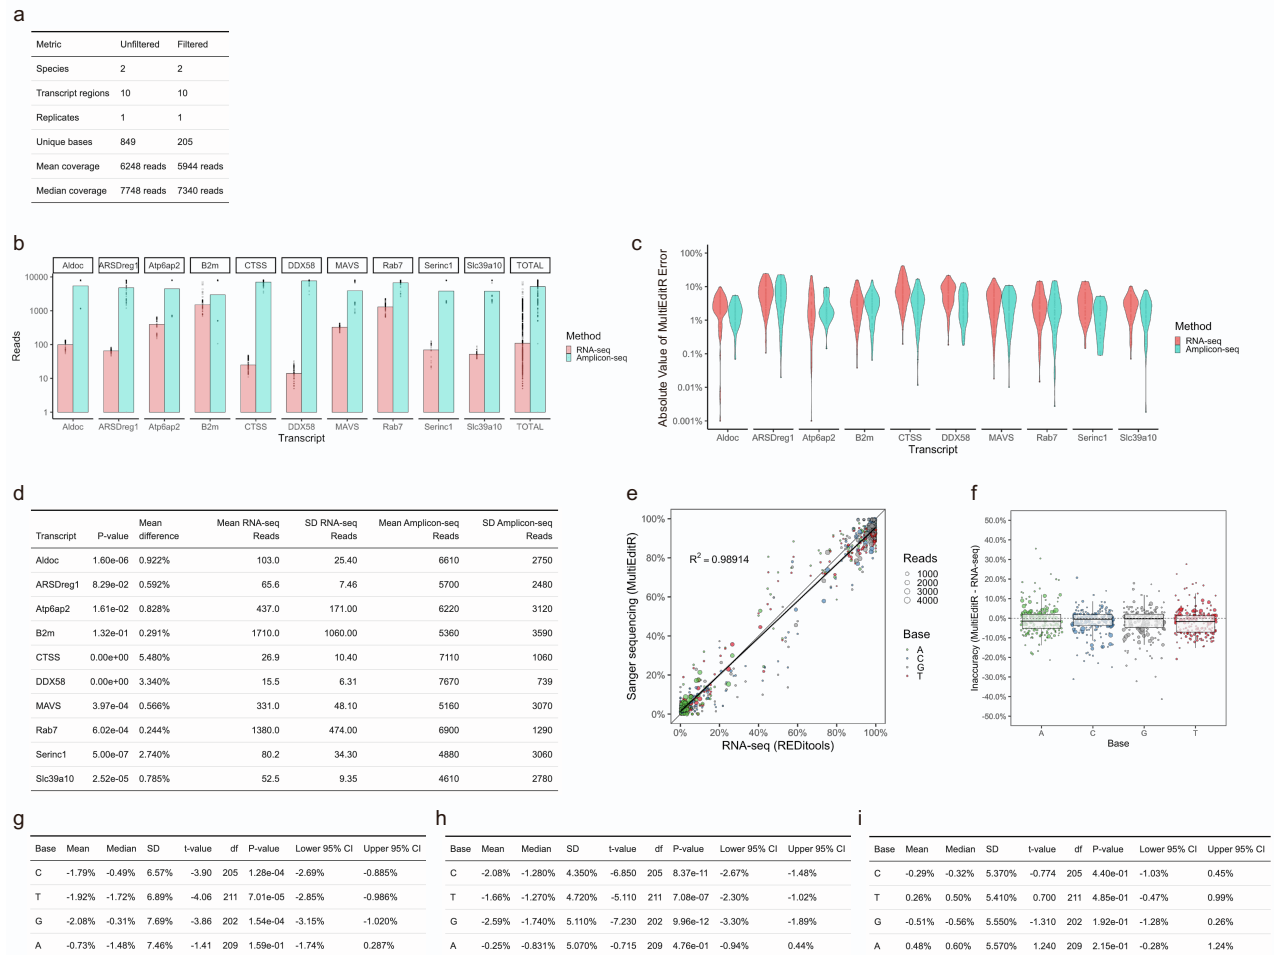 a
Metric Unfiltered Filtered
Species 2 2
Transcript regions 10 10
Replicates 1 1
Unique bases 849 205
Mean coverage 6248 reads 5944 reads
Median coverage 7748 reads 7340 reads
b
Aldoc ARSDreg1 Atp6ap2 B2m CTSS DDX58 MAVS Rab7 Serinc1 Slc39a10 TOTAL
10000
1000
100
10
1
Reads
Aldoc ARSDreg1 Atp6ap2 B2m CTSS DDX58 MAVS Rab7 Serinc1 Slc39a10 TOTAL
Transcript
Method
RNA-seq
Amplicon-seq
c
Absolute Value of MultiEditR Error
100%
10%
1%
0.1%
0.01%
0.001%
Aldoc ARSDreg1 Atp6ap2 B2m CTSS DDX58 MAVS Rab7 Serinc1 Slc39a10
Transcript
Method
RNA-seq
Amplicon-seq
d
Transcript P-value Mean difference Mean RNA-seq Reads SD RNA-seq Reads Mean Amplicon-seq Reads SD Amplicon-seq Reads
Aldoc 1.60e-06 0.922% 103.0 25.40 6610 2750
ARSDreg1 8.29e-02 0.592% 65.6 7.46 5700 2480
Atp6ap2 1.61e-02 0.828% 437.0 171.00 6220 3120
B2m 1.32e-01 0.291% 1710.0 1060.00 5360 3590
CTSS 0.00e+00 5.480% 26.9 10.40 7110 1060
DDX58 0.00e+00 3.340% 15.5 6.31 7670 739
MAVS 3.97e-04 0.566% 331.0 48.10 5160 3070
Rab7 6.02e-04 0.244% 1380.0 474.00 6900 1290
Serinc1 5.00e-07 2.740% 80.2 34.30 4880 3060
Slc39a10 2.52e-05 0.785% 52.5 9.35 4610 2780
e
Sanger sequencing (MultiEditR)
100%
80%
60%
40%
20%
0%
R² = 0.98914
0% 20% 40% 60% 80% 100%
RNA-seq (REDitools)
Reads
1000
2000
3000
4000
Base
A
C
G
T
f
Inaccuracy (MultiEditR - RNA-seq)
50.0%
40.0%
30.0%
20.0%
10.0%
0.0%
-10.0%
-20.0%
-30.0%
-40.0%
-50.0%
A C G T
Base
g
Base Mean Median SD t-value df P-value Lower 95% CI Upper 95% CI
C -1.79% -0.49% 6.57% -3.90 205 1.28e-04 -2.69% -0.885%
T -1.92% -1.72% 6.89% -4.06 211 7.01e-05 -2.85% -0.986%
G -2.08% -0.31% 7.69% -3.86 202 1.54e-04 -3.15% -1.020%
A -0.73% -1.48% 7.46% -1.41 209 1.59e-01 -1.74% 0.287%
h
Base Mean Median SD t-value df P-value Lower 95% CI Upper 95% CI
C -2.08% -1.280% 4.350% -6.850 205 8.37e-11 -2.67% -1.48%
T -1.66% -1.270% 4.720% -5.110 211 7.08e-07 -2.30% -1.02%
G -2.59% -1.740% 5.110% -7.230 202 9.96e-12 -3.30% -1.89%
A -0.25% -0.831% 5.070% -0.715 209 4.76e-01 -0.94% 0.44%
i
Base Mean Median SD t-value df P-value Lower 95% CI Upper 95% CI
C -0.29% -0.32% 5.370% -0.774 205 4.40e-01 -1.03% 0.45%
T 0.26% 0.50% 5.410% 0.700 211 4.85e-01 -0.47% 0.99%
G -0.51% -0.56% 5.550% -1.310 202 1.92e-01 -1.28% 0.26%
A 0.48% 0.60% 5.570% 1.240 209 2.15e-01 -0.28% 1.24%